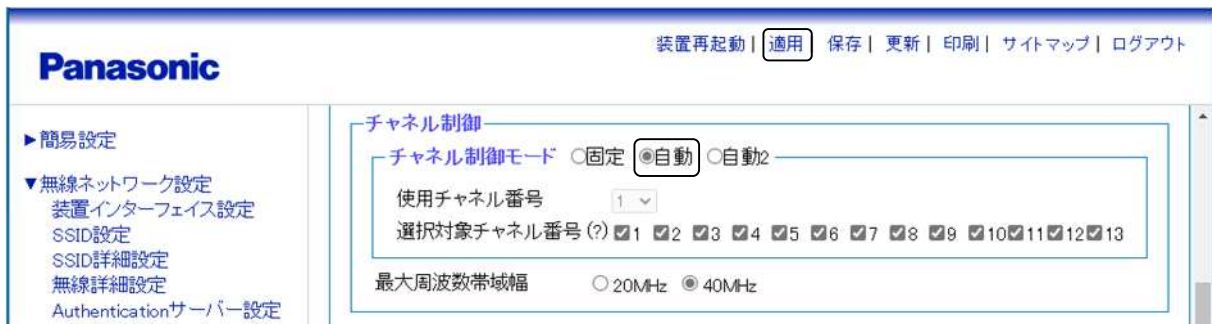 装置再起動| 適用 保存| 更新| 印刷| サイトマップ| ログアウト
Panasonic
►簡易設定
▼無線ネットワーク設定
装置インターフェイス設定
SSID設定
SSID詳細設定
無線詳細設定
Authenticationサーバー設定
チャネル制御
チャネル制御モード 固定 自動 自動2
使用チャネル番号 1
選択対象チャネル番号(?) 1 2 3 4 5 6 7 8 9 10 11 12 13
最大周波数帯域幅 20MHz 40MHz